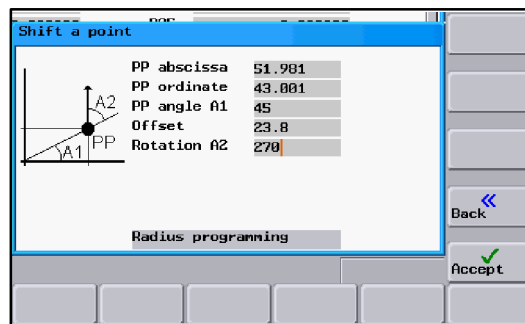 Shift a point
PP abscissa 51.981
PP ordinate 43.001
PP angle A1 45
Offset 23.8
Rotation A2 270
A2
PP
A1
Back
Radius programming
Accept